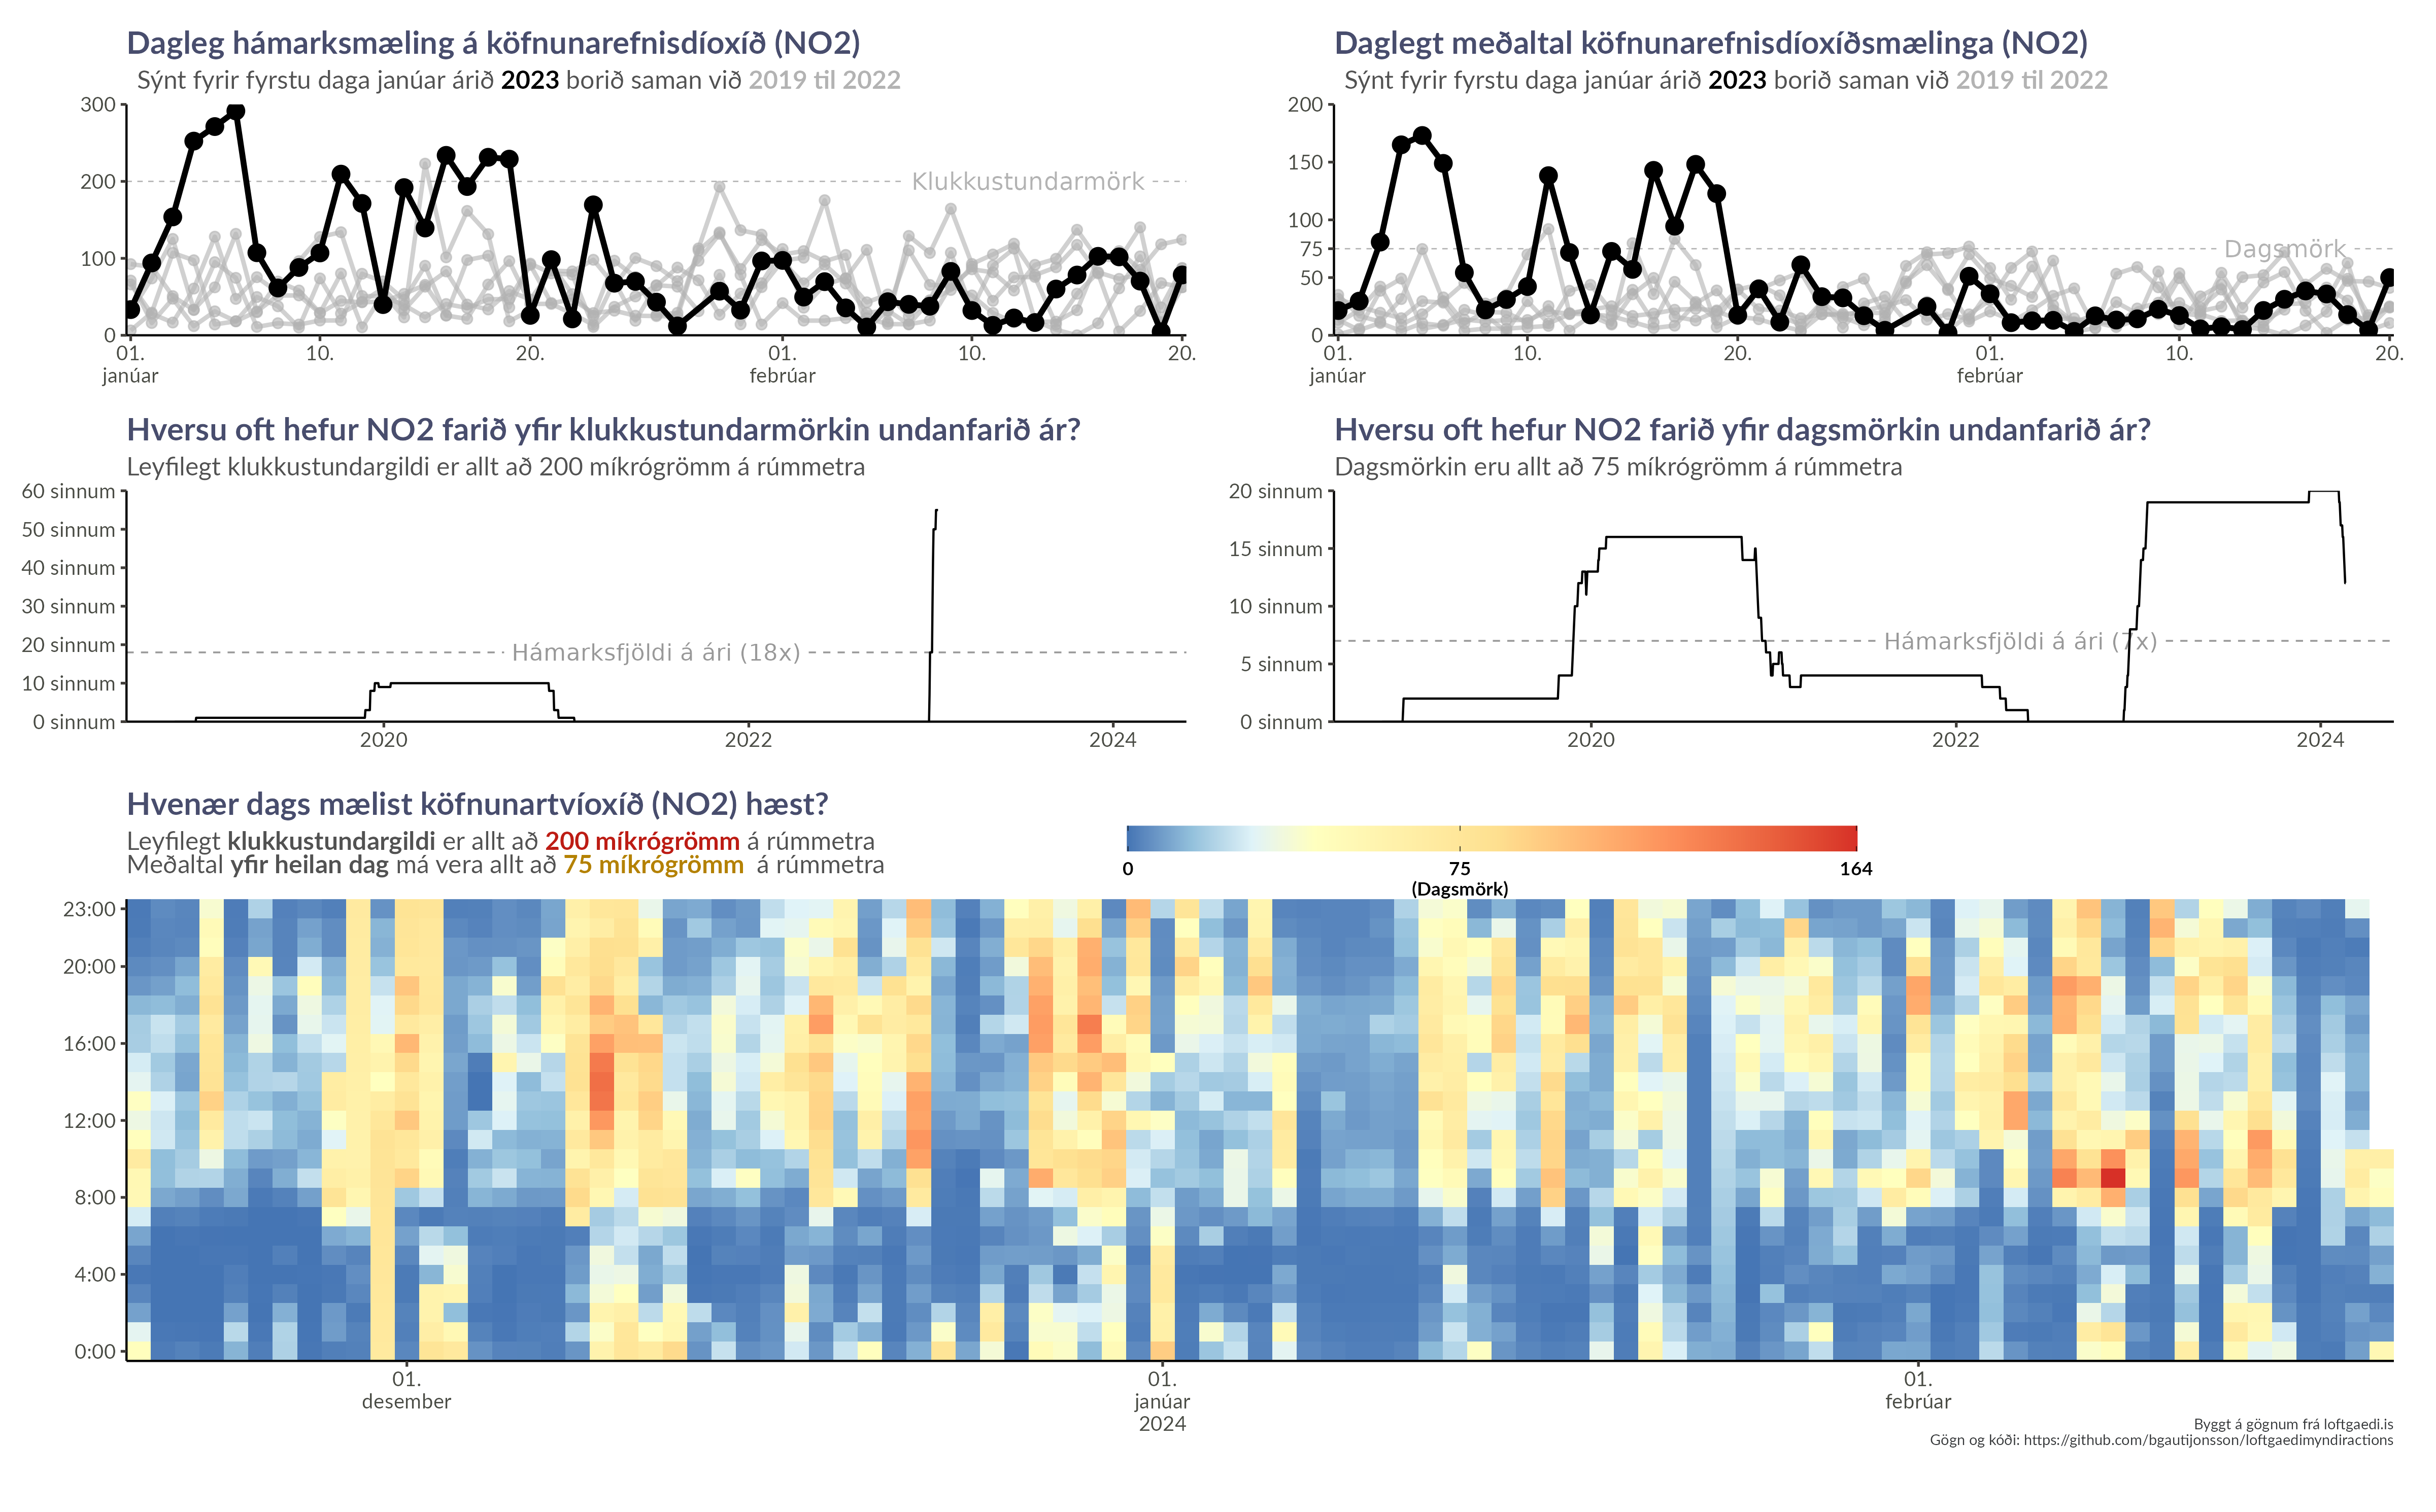 Dagleg hámarksmæling á köfnunarefnisdíoxíð (NO2)
Sýnt fyrir fyrstu daga janúar árið 2023 borið saman við 2019 til 2022
300
200
100
0
Klukkustundarmörk
01. 10. 20. 01. 10. 20.
janúar febrúar
Daglegt meðaltal köfnunarefnisdíoxíðsmælinga (NO2)
Sýnt fyrir fyrstu daga janúar árið 2023 borið saman við 2019 til 2022
200
150
100
75
50
0
Dagsmörk
01. 10. 20. 01. 10. 20.
janúar febrúar
Hversu oft hefur NO2 farið yfir klukkustundarmörkin undanfarið ár?
Leyfilegt klukkustundargildi er allt að 200 míkrógrömm á rúmmetra
60 sinnum
50 sinnum
40 sinnum
30 sinnum
20 sinnum
10 sinnum
0 sinnum
Hámarksfjöldi á ári (18x)
2020 2022 2024
Hversu oft hefur NO2 farið yfir dagsmörkin undanfarið ár?
Dagsmörkin eru allt að 75 míkrógrömm á rúmmetra
20 sinnum
15 sinnum
10 sinnum
5 sinnum
0 sinnum
Hámarksfjöldi á ári (7x)
2020 2022 2024
Hvenær dags mælist köfnunartvíoxíð (NO2) hæst?
Leyfilegt klukkustundargildi er allt að 200 míkrógrömm á rúmmetra
Meðaltal yfir heilan dag má vera allt að 75 míkrógrömm á rúmmetra
0 75 164
(Dagsmörk)
23:00
20:00
16:00
12:00
8:00
4:00
0:00
01. 01. 01.
desember janúar febrúar
2024
Byggt á gögnum frá loftgaedi.is
Gögn og kóði: https://github.com/bgautijonsson/loftgaedimyndiractions